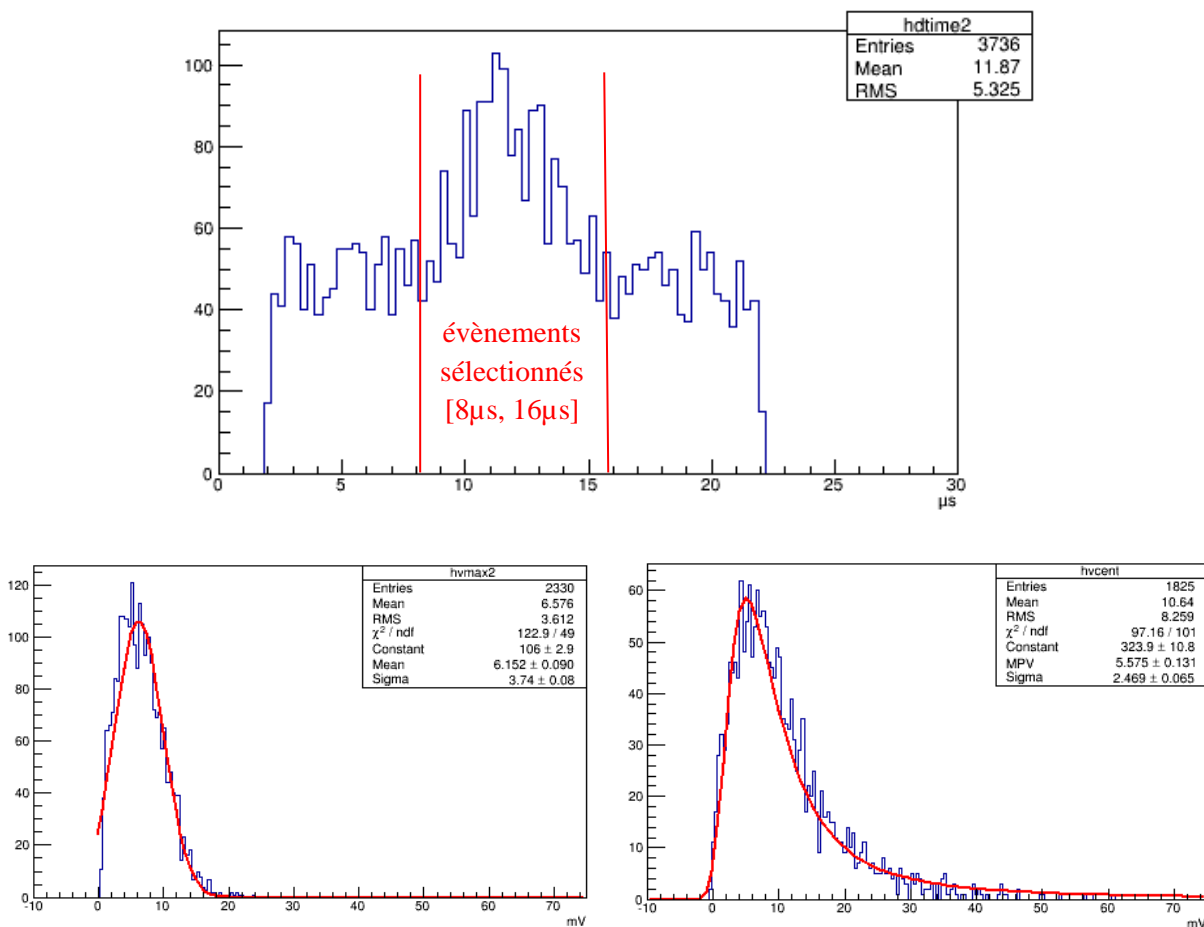 hdtime2
Entries 3736
Mean 11.87
RMS 5.325
100
80
60
40
20
0
évènements
sélectionnés
[8µs, 16µs]
0 5 10 15 20 25 30
µs
hvmax2
Entries 2330
Mean 6.576
RMS 3.612
χ² / ndf 122.9 / 49
Constant 106 ± 2.9
Mean 6.152 ± 0.090
Sigma 3.74 ± 0.08
120
100
80
60
40
20
0
-10 0 10 20 30 40 50 60 70
mV
hvcent
Entries 1825
Mean 10.64
RMS 8.259
χ² / ndf 97.16 / 101
Constant 323.9 ± 10.8
MPV 5.575 ± 0.131
Sigma 2.469 ± 0.065
60
50
40
30
20
10
0
-10 0 10 20 30 40 50 60 70
mV